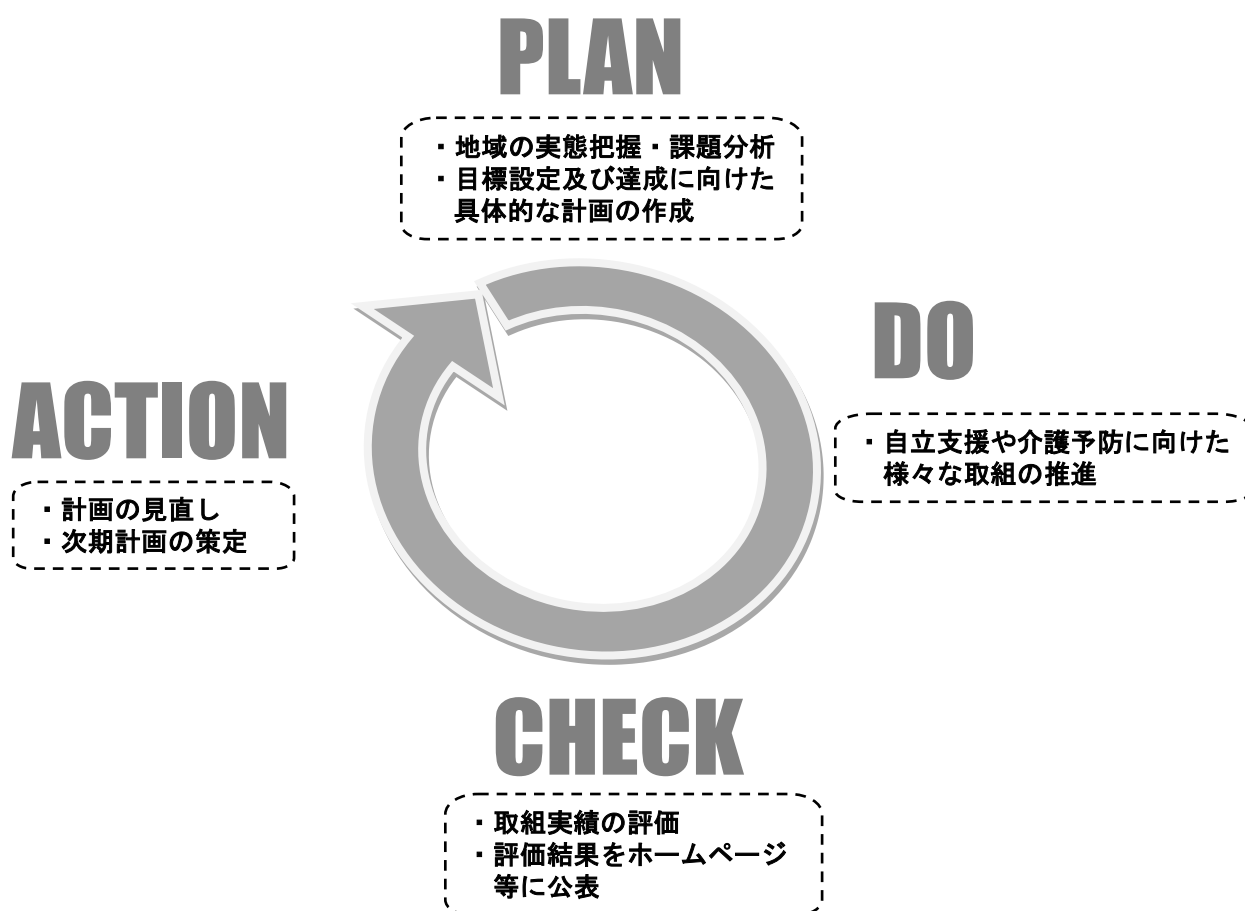 PLAN
・地域の実態把握・課題分析
・目標設定及び達成に向けた
具体的な計画の作成
DO
・自立支援や介護予防に向けた
様々な取組の推進
ACTION
・計画の見直し
・次期計画の策定
CHECK
・取組実績の評価
・評価結果をホームページ
等に公表